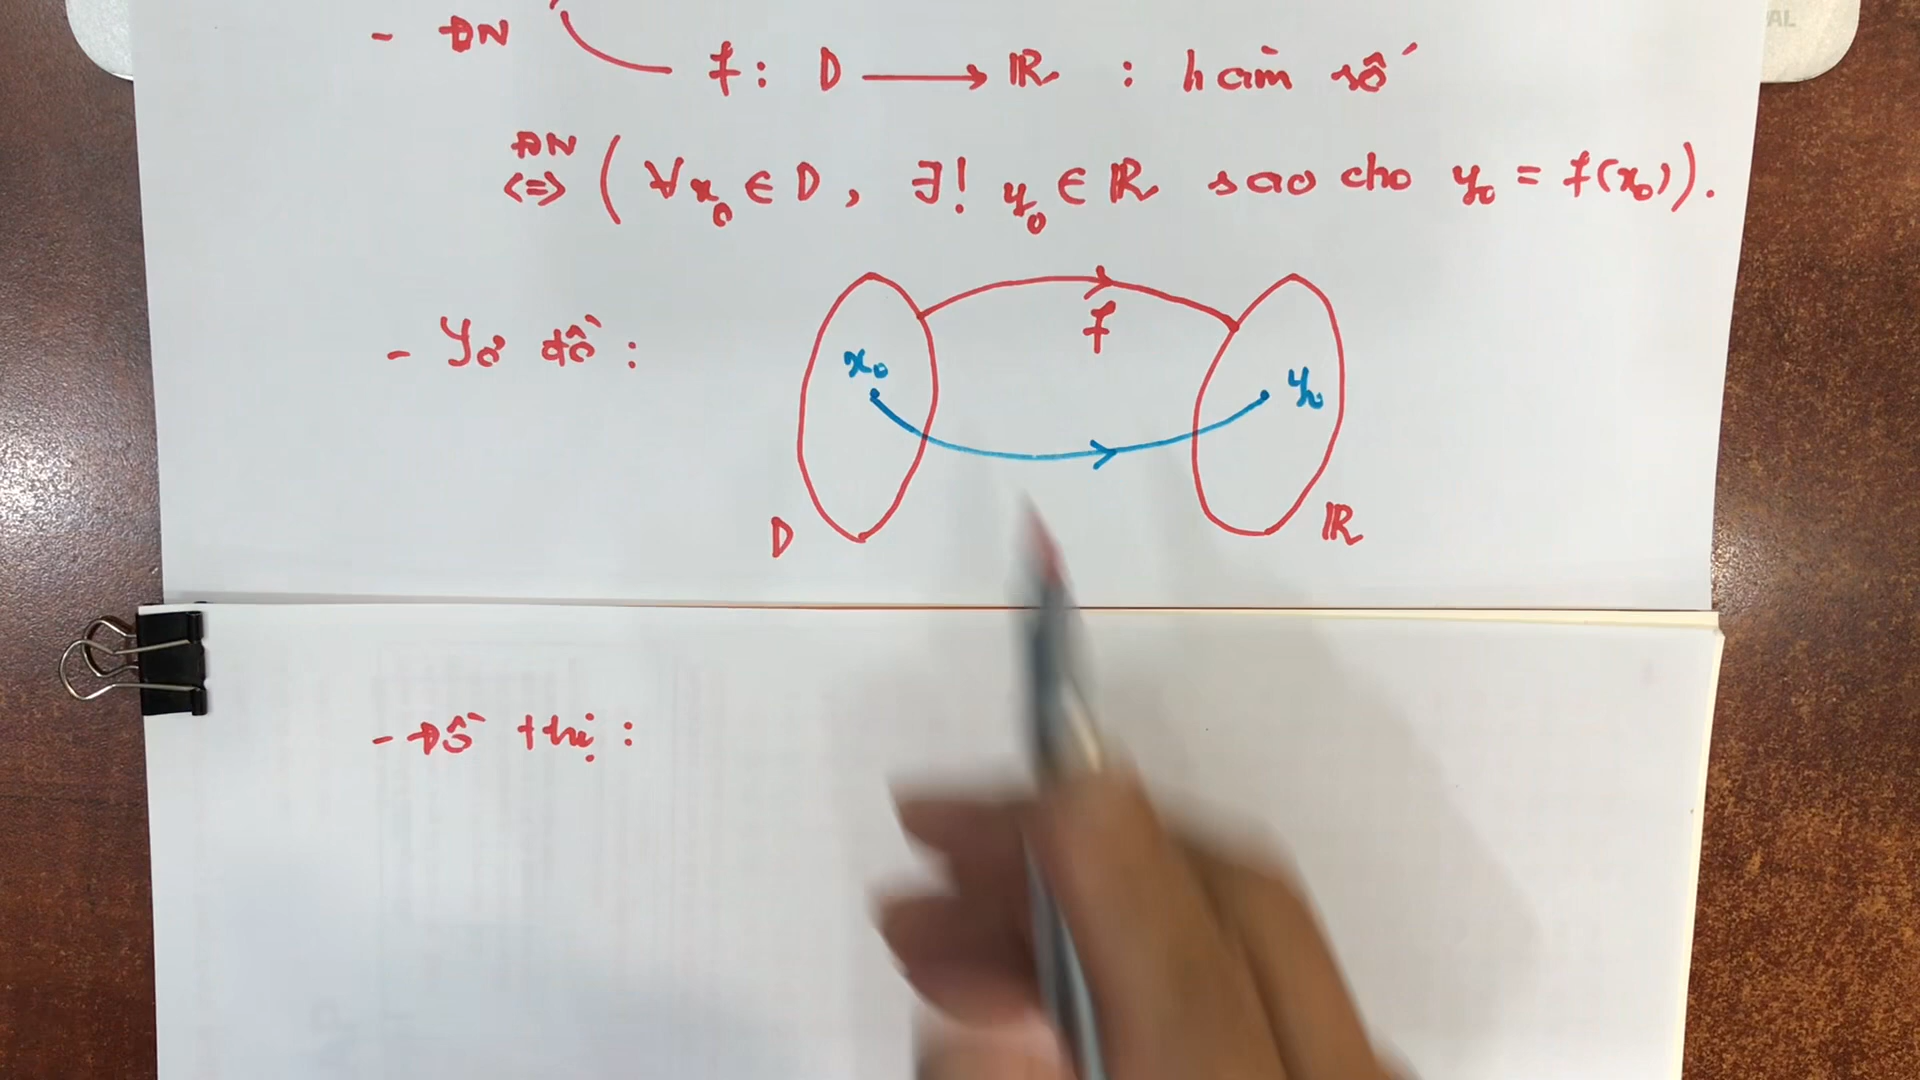 - ĐN
f : D ⟶ ℝ : hàm số
ĐN
<=> ( ∀x₀ ∈ D , ∃! y₀ ∈ ℝ sao cho y₀ = f(x₀) ) .
- Sơ đồ :
f
x₀ y₀
D ℝ
- Đồ thị :